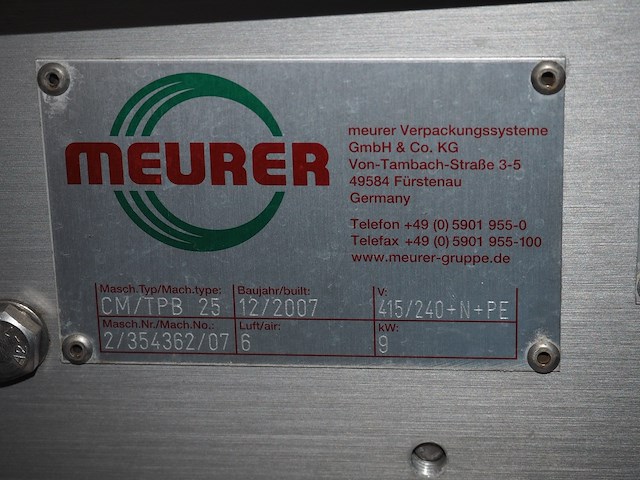 MEURER
meurer Verpackungssysteme
GmbH & Co. KG
Von-Tambach-Straße 3-5
49584 Fürstenau
Germany
Telefon +49 (0) 5901 955-0
Telefax +49 (0) 5901 955-100
www.meurer-gruppe.de
Masch.Typ/Mach.type: Baujahr/built: V:
CM/TPB 25 12/2007 415/240+N+PE
Masch.Nr./Mach.No.: Luft/air: kW:
2/354362/07 6 9